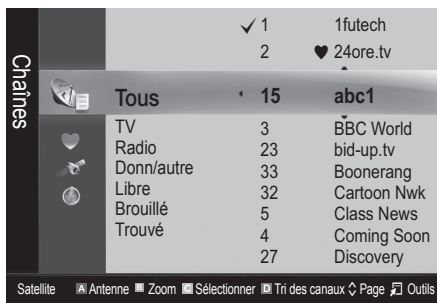 Chaînes
✓ 1 1futech
2 ♥ 24ore.tv
Tous 15 abc1
TV 3 BBC World
Radio 23 bid-up.tv
Donn/autre 33 Boonerang
Libre 32 Cartoon Nwk
Brouillé 5 Class News
Trouvé 4 Coming Soon
27 Discovery
Satellite A Antenne B Zoom C Sélectionner D Tri des canaux Page Outils